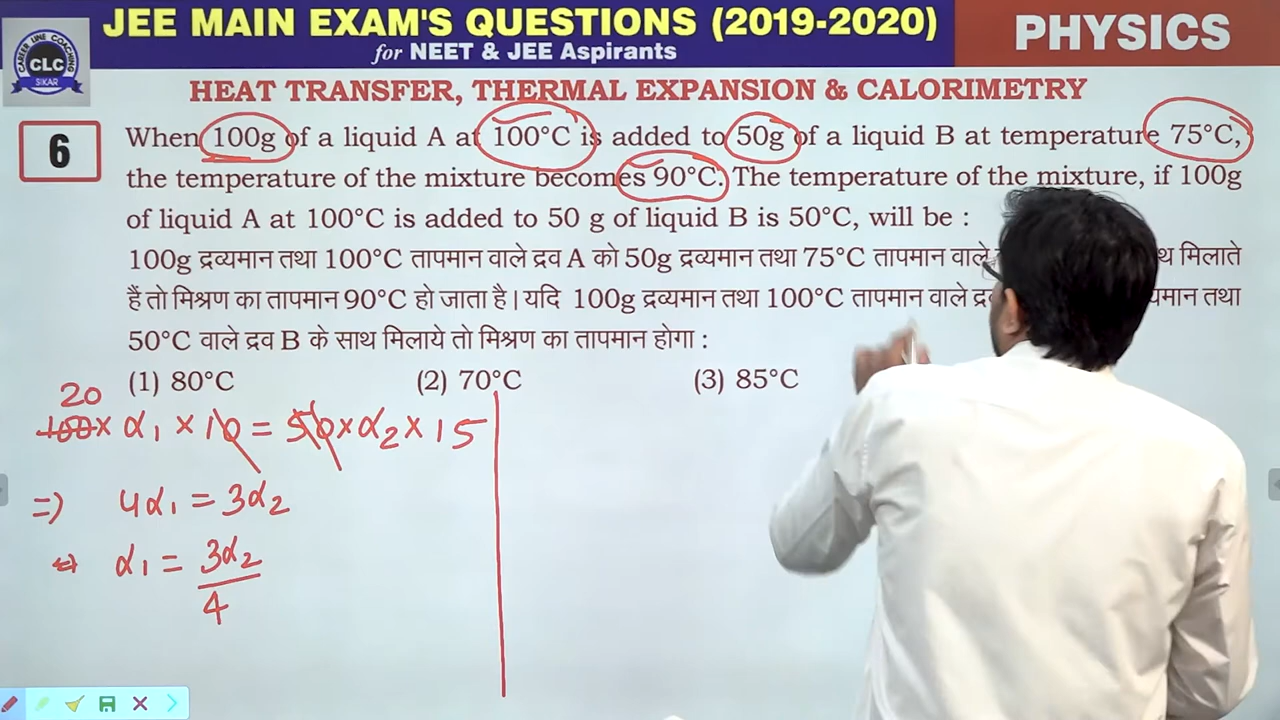 JEE MAIN EXAM'S QUESTIONS (2019-2020)
for NEET & JEE Aspirants
PHYSICS
CAREER LINE COACHING
CLC
SIKAR
HEAT TRANSFER, THERMAL EXPANSION & CALORIMETRY
6
When 100g of a liquid A at 100°C is added to 50g of a liquid B at temperature 75°C,
the temperature of the mixture becomes 90°C. The temperature of the mixture, if 100g
of liquid A at 100°C is added to 50 g of liquid B is 50°C, will be :
100g द्रव्यमान तथा 100°C तापमान वाले द्रव A को 50g द्रव्यमान तथा 75°C तापमान वाले मिलाते
हैं तो मिश्रण का तापमान 90°C हो जाता है। यदि 100g द्रव्यमान तथा 100°C तापमान वाले तथा
50°C वाले द्रव B के साथ मिलाये तो मिश्रण का तापमान होगा :
(1) 80°C (2) 70°C (3) 85°C
20
100 × α₁ × 10 = 50 × α₂ × 15
=> 4α₁ = 3α₂
=> α₁ = 3α₂/4